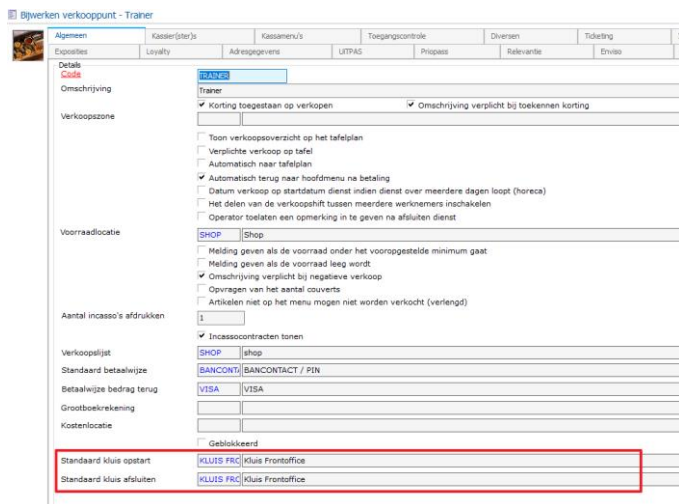 Bijwerken verkooppunt - Trainer
Algemeen Kassier(ster)s Kassamenu's Toegangscontrole Diversen Ticketing
Exposities Loyalty Adresgegevens UITPAS Priopass Relevantie Enviso
Details
Code TRAINER
Omschrijving Trainer
Korting toegestaan op verkopen Omschrijving verplicht bij toekennen korting
Verkoopszone
Toon verkoopsoverzicht op het tafelplan
Verplichte verkoop op tafel
Automatisch naar tafelplan
Automatisch terug naar hoofdmenu na betaling
Datum verkoop op startdatum dienst indien dienst over meerdere dagen loopt (horeca)
Het delen van de verkoopshift tussen meerdere werknemers inschakelen
Operator toelaten een opmerking in te geven na afsluiten dienst
Voorraadlocatie SHOP Shop
Melding geven als de voorraad onder het vooropgestelde minimum gaat
Melding geven als de voorraad leeg wordt
Omschrijving verplicht bij negatieve verkoop
Opvragen van het aantal couverts
Artikelen niet op het menu mogen niet worden verkocht (verlengd)
Aantal incasso's afdrukken 1
Incassocontracten tonen
Verkoopslijst SHOP shop
Standaard betaalwijze BANCONT BANCONTACT / PIN
Betaalwijze bedrag terug VISA VISA
Grootboekrekening
Kostenlocatie
Geblokkeerd
Standaard kluis opstart KLUIS FRO Kluis Frontoffice
Standaard kluis afsluiten KLUIS FRO Kluis Frontoffice